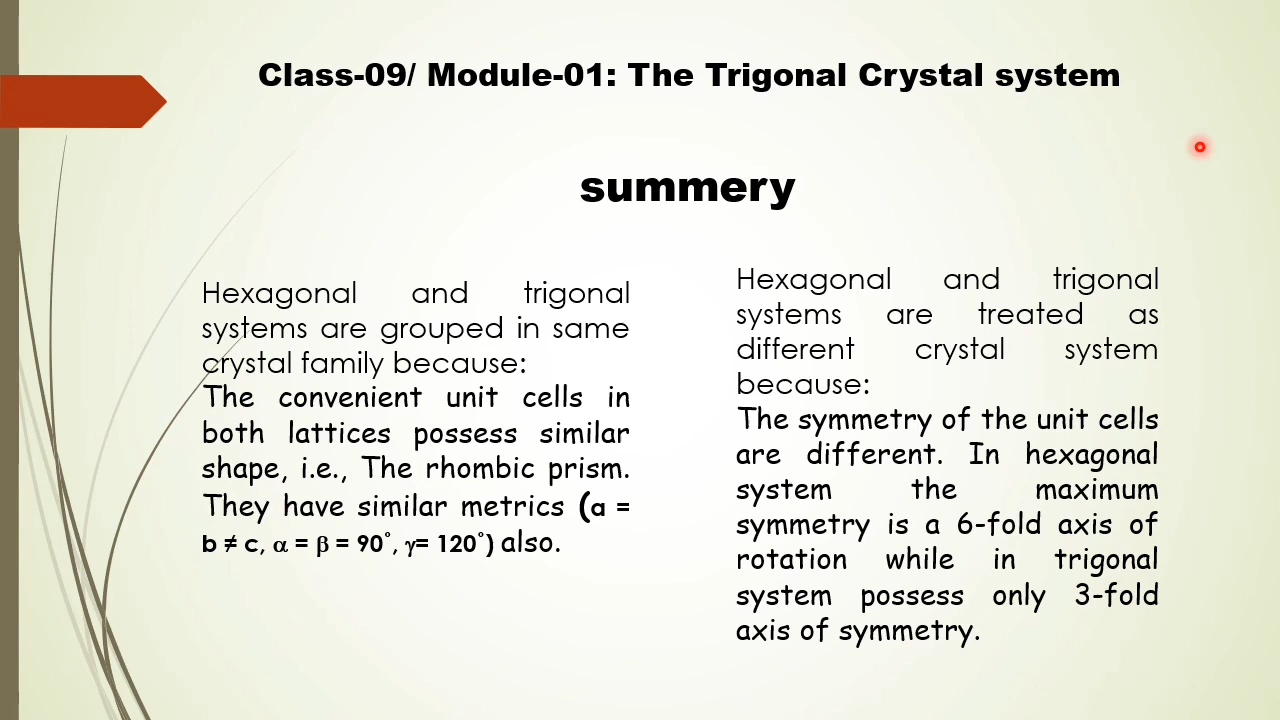 Class-09/ Module-01: The Trigonal Crystal system
summery
Hexagonal and trigonal
systems are grouped in same
crystal family because:
The convenient unit cells in
both lattices possess similar
shape, i.e., The rhombic prism.
They have similar metrics (a =
b ≠ c, α = β = 90˚, γ= 120˚) also.
Hexagonal and trigonal
systems are treated as
different crystal system
because:
The symmetry of the unit cells
are different. In hexagonal
system the maximum
symmetry is a 6-fold axis of
rotation while in trigonal
system possess only 3-fold
axis of symmetry.